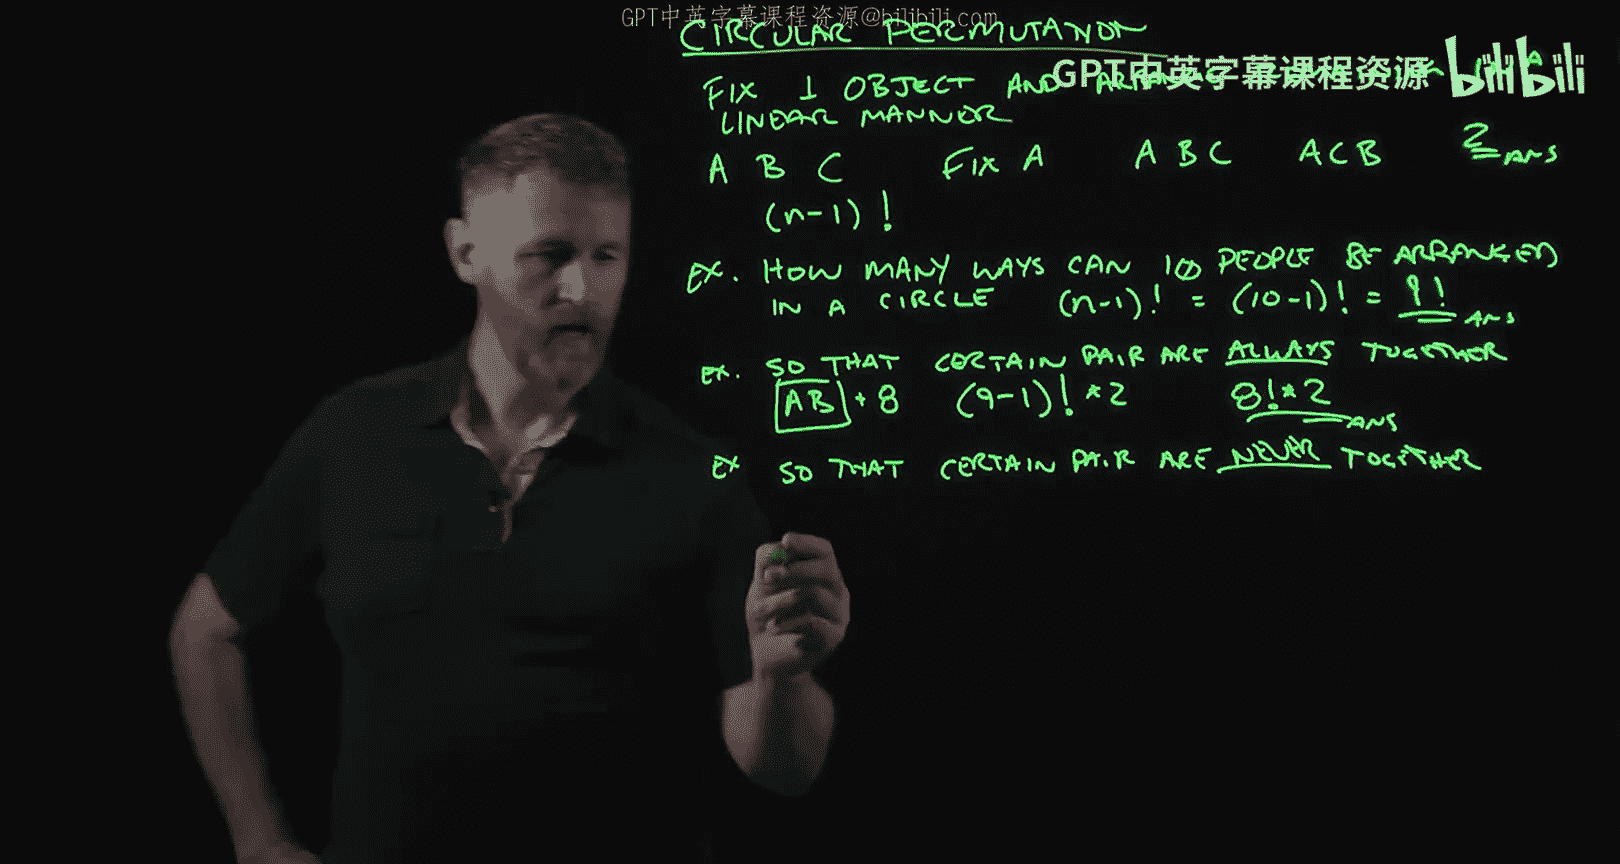 GPT中英字幕课程资源@bilibili.com
CIRCULAR PERMUTATION
GPT中英字幕课程资源 bilibili
FIX 1 OBJECT AND
LINEAR MANNER
A B C FIX A A B C A C B 2 ANS
(n-1)!
EX. HOW MANY WAYS CAN 10 PEOPLE BE ARRANGED
IN A CIRCLE (n-1)! = (10-1)! = 9! ANS
EX. SO THAT CERTAIN PAIR ARE ALWAYS TOGETHER
AB + 8 (9-1)! * 2 8! * 2 ANS
EX SO THAT CERTAIN PAIR ARE NEVER TOGETHER